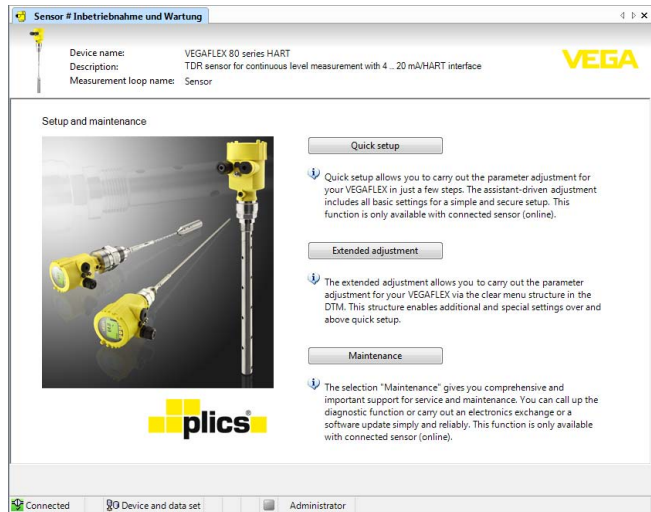 Sensor # Inbetriebnahme und Wartung
Device name: VEGAFLEX 80 series HART
Description: TDR sensor for continuous level measurement with 4 .. 20 mA/HART interface
Measurement loop name: Sensor
VEGA
Setup and maintenance
Quick setup
Quick setup allows you to carry out the parameter adjustment for
your VEGAFLEX in just a few steps. The assistant-driven adjustment
includes all basic settings for a simple and secure setup. This
function is only available with connected sensor (online).
Extended adjustment
The extended adjustment allows you to carry out the parameter
adjustment for your VEGAFLEX via the clear menu structure in the
DTM. This structure enables additional and special settings over and
above quick setup.
Maintenance
The selection "Maintenance" gives you comprehensive and
important support for service and maintenance. You can call up the
diagnostic function or carry out an electronics exchange or a
software update simply and reliably. This function is only available
with connected sensor (online).
plics
Connected Device and data set Administrator